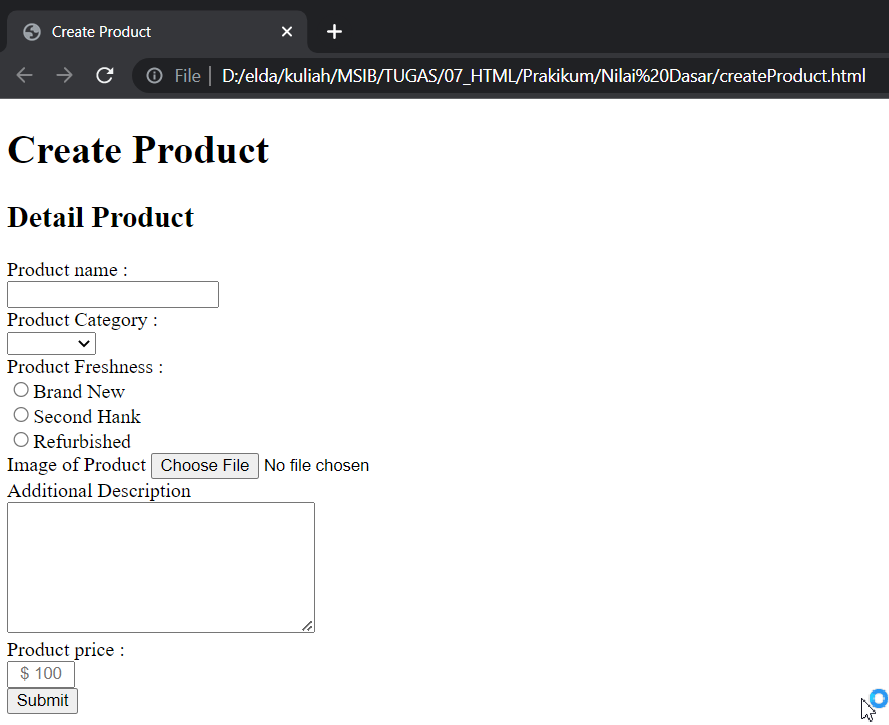 Create Product
File | D:/elda/kuliah/MSIB/TUGAS/07_HTML/Prakikum/Nilai%20Dasar/createProduct.html
Create Product
Detail Product
Product name :
Product Category :
Product Freshness :
Brand New
Second Hank
Refurbished
Image of Product Choose File No file chosen
Additional Description
Product price :
$ 100
Submit